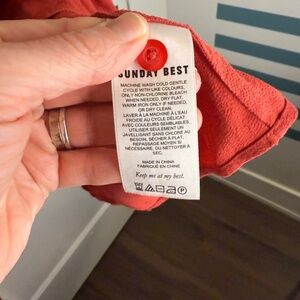 SUNDAY BEST
MACHINE WASH COLD GENTLE
CYCLE WITH LIKE COLOURS,
ONLY NON-CHLORINE BLEACH
WHEN NEEDED, DRY FLAT,
WARM IRON ONLY IF NEEDED,
OR DRY CLEAN.
LAVER À LA MACHINE À L'EAU
FROIDE AU CYCLE DÉLICAT
AVEC COULEURS SEMBLABLES,
UTILISER SEULEMENT UN
JAVELLISANT SANS CHLORE AU
BESOIN, SÉCHER À PLAT,
REPASSAGE MOYEN SI
NÉCESSAIRE, OU NETTOYER À
SEC.
MADE IN CHINA
FABRIQUÉ EN CHINE
Keep me at my best.